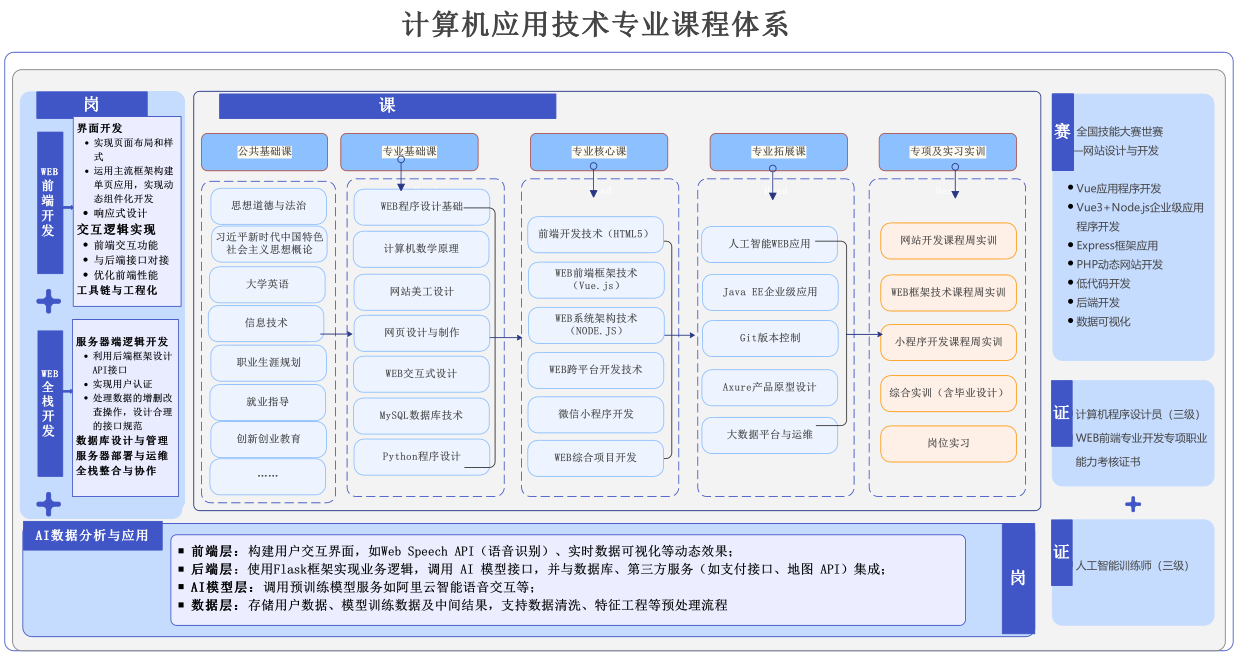 计算机应用技术专业课程体系
岗
WEB
前
端
开
发
界面开发
• 实现页面布局和样
式
• 运用主流框架构建
单页应用，实现动
态组件化开发
• 响应式设计
交互逻辑实现
• 前端交互功能
• 与后端接口对接
• 优化前端性能
工具链与工程化
WEB
全
栈
开
发
服务器端逻辑开发
• 利用后端框架设计
API接口
• 实现用户认证
• 处理数据的增删改
查操作，设计合理
的接口规范
数据库设计与管理
服务器部署与运维
全栈整合与协作
课
公共基础课
思想道德与法治
习近平新时代中国特色
社会主义思想概论
大学英语
信息技术
职业生涯规划
就业指导
创新创业教育
……
专业基础课
WEB程序设计基础
计算机数学原理
网站美工设计
网页设计与制作
WEB交互式设计
MySQL数据库技术
Python程序设计
专业核心课
前端开发技术（HTML5）
WEB前端框架技术
（Vue.js）
WEB系统架构技术
（NODE.JS）
WEB跨平台开发技术
微信小程序开发
WEB综合项目开发
专业拓展课
人工智能WEB应用
Java EE企业级应用
Git版本控制
Axure产品原型设计
大数据平台与运维
专项及实习实训
网站开发课程周实训
WEB框架技术课程周实训
小程序开发课程周实训
综合实训（含毕业设计）
岗位实习
赛
全国技能大赛世赛
—网站设计与开发
• Vue应用程序开发
• Vue3+Node.js企业级应用
程序开发
• Express框架应用
• PHP动态网站开发
• 低代码开发
• 后端开发
• 数据可视化
证
计算机程序设计员（三级）
WEB前端专业开发专项职业
能力考核证书
证
人工智能训练师（三级）
AI数据分析与应用
▪ 前端层：构建用户交互界面，如Web Speech API（语音识别）、实时数据可视化等动态效果；
▪ 后端层：使用Flask框架实现业务逻辑，调用 AI 模型接口，并与数据库、第三方服务（如支付接口、地图 API）集成；
▪ AI模型层：调用预训练模型服务如阿里云智能语音交互等；
▪ 数据层：存储用户数据、模型训练数据及中间结果，支持数据清洗、特征工程等预处理流程
岗